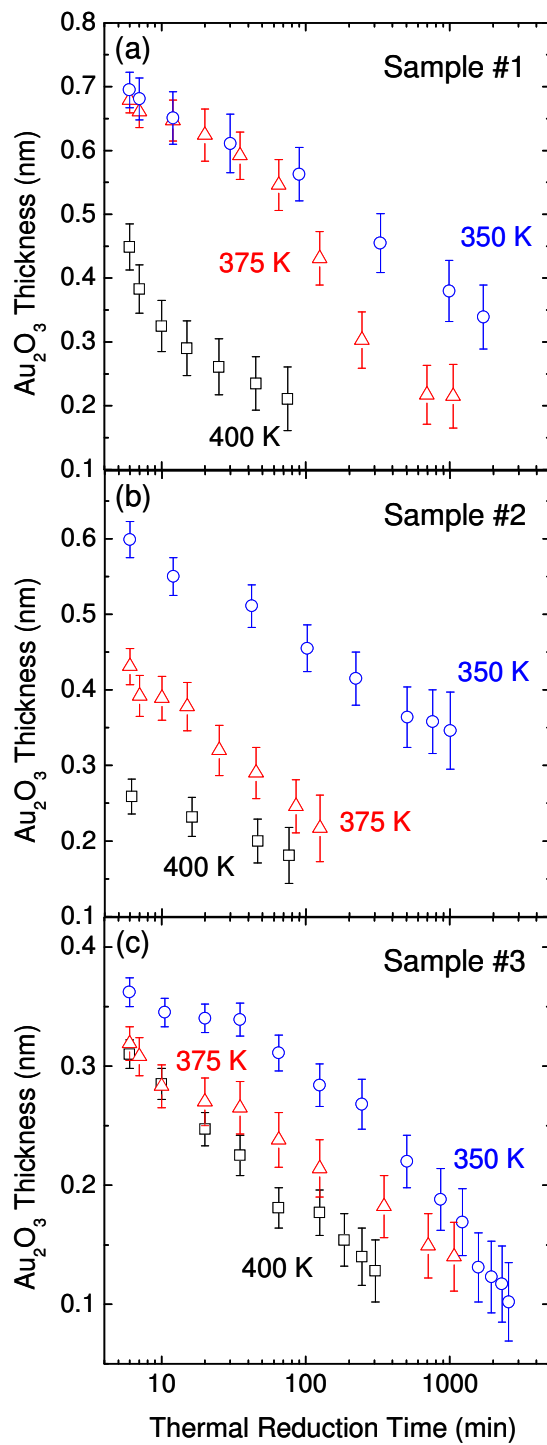 (a)
Sample #1
0.8
0.7
0.6
0.5
0.4
0.3
0.2
0.1
Au₂O₃ Thickness (nm)
350 K
375 K
400 K
(b)
Sample #2
0.6
0.5
0.4
0.3
0.2
0.1
Au₂O₃ Thickness (nm)
350 K
375 K
400 K
(c)
Sample #3
0.4
0.3
0.2
0.1
Au₂O₃ Thickness (nm)
375 K
350 K
400 K
10 100 1000
Thermal Reduction Time (min)